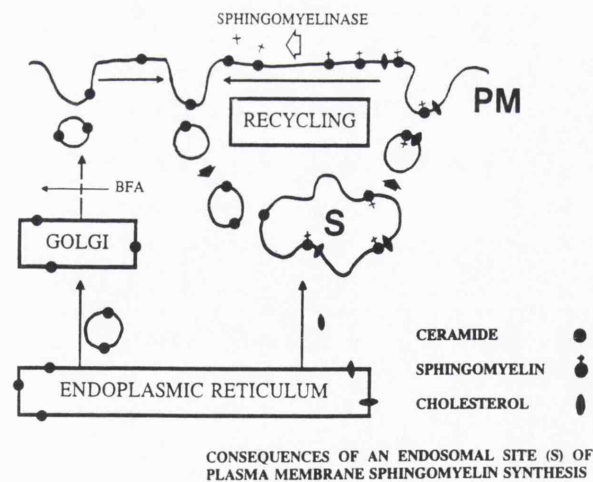 SPHINGOMYELINASE
PM
RECYCLING
BFA
GOLGI
S
CERAMIDE
ENDOPLASMIC RETICULUM
SPHINGOMYELIN
CHOLESTEROL
CONSEQUENCES OF AN ENDOSOMAL SITE (S) OF
PLASMA MEMBRANE SPHINGOMYELIN SYNTHESIS